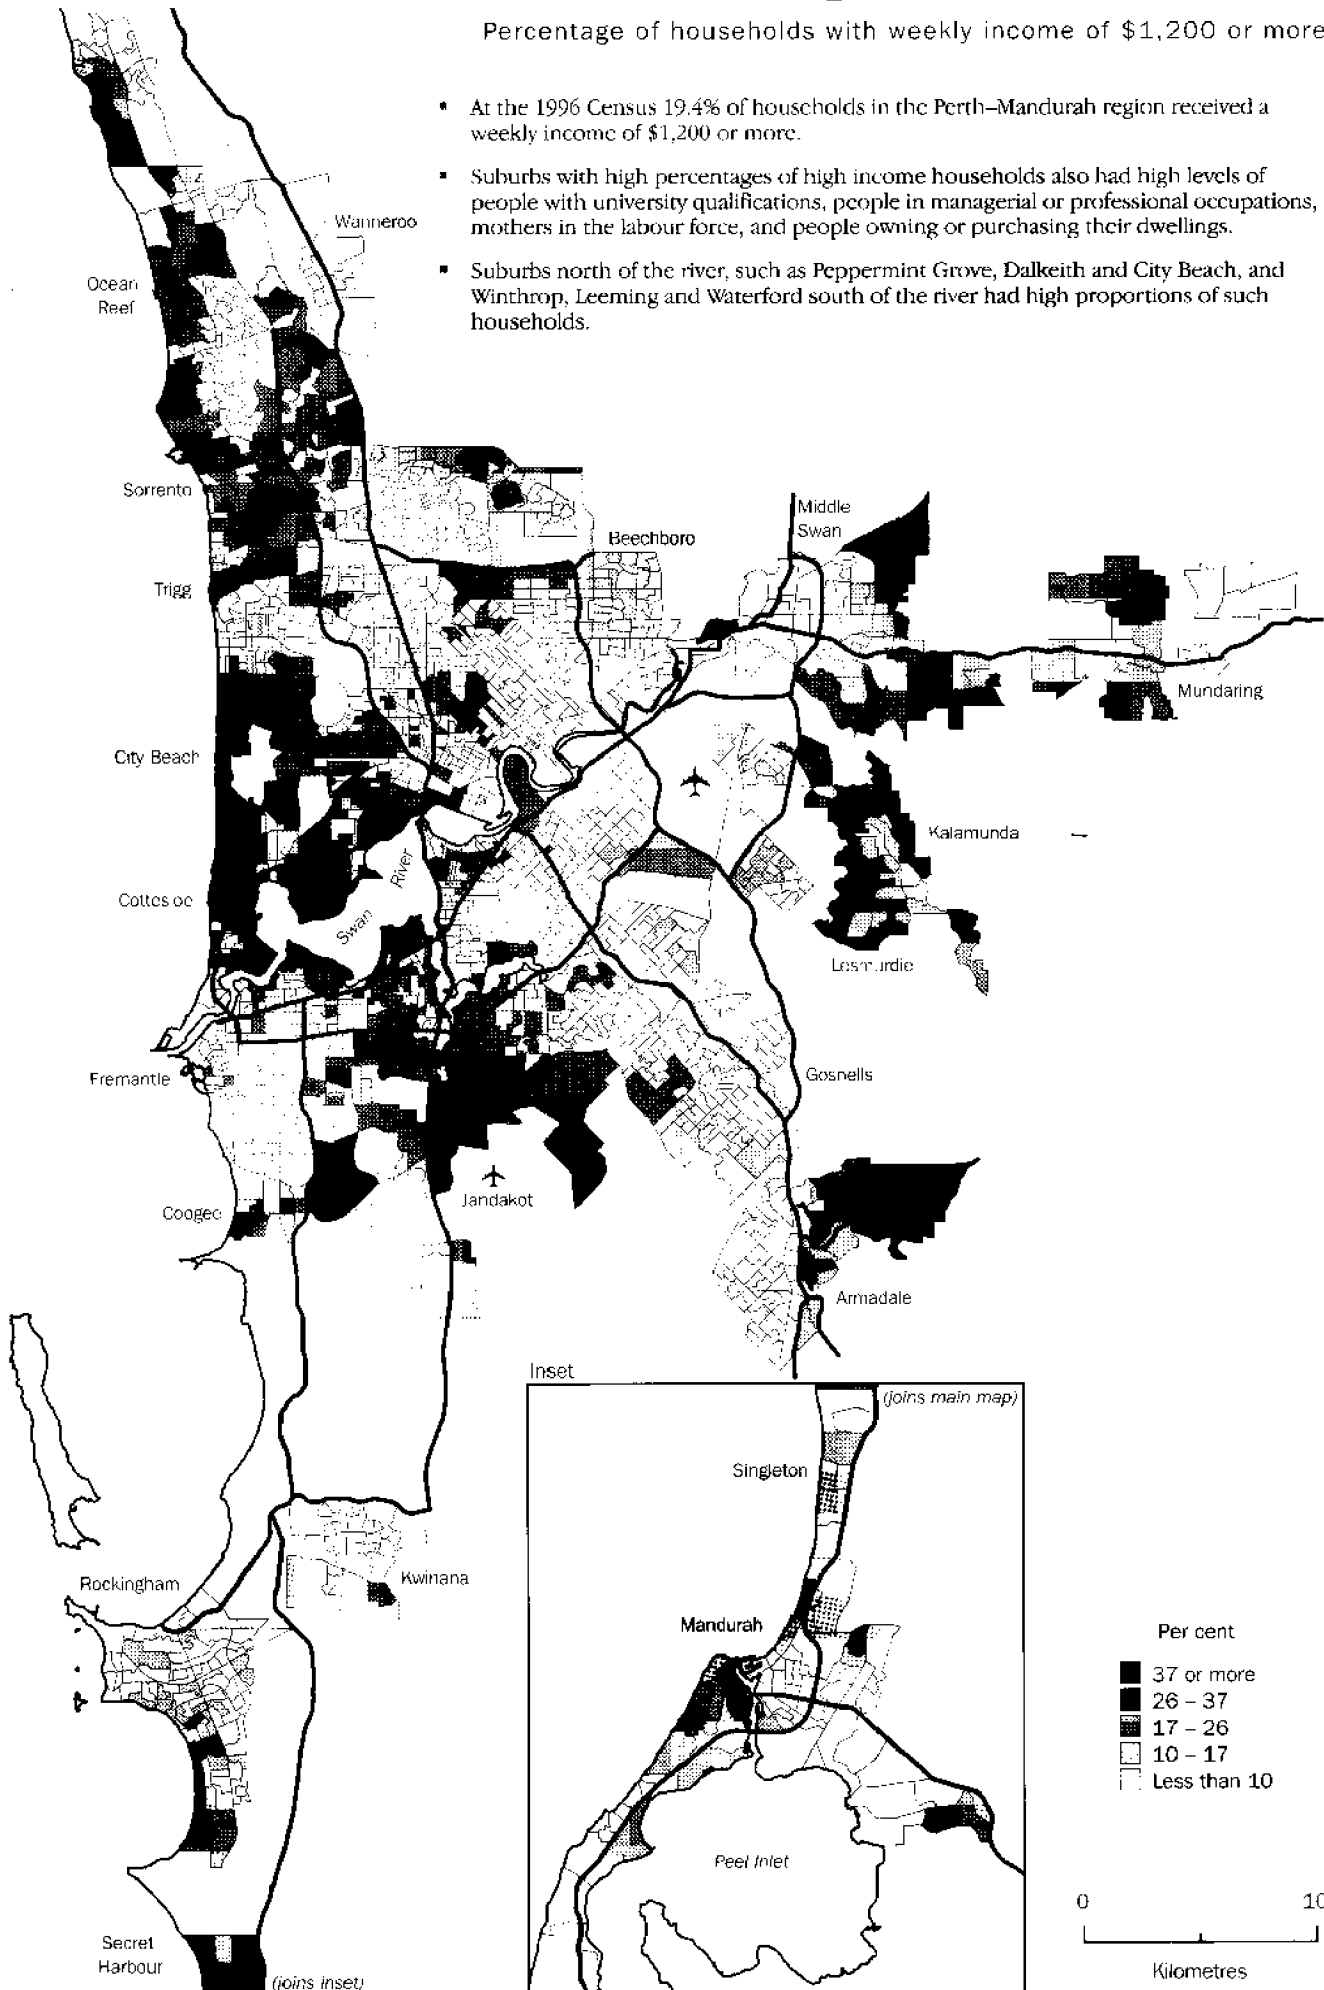 Percentage of households with weekly income of $1,200 or more
▪ At the 1996 Census 19.4% of households in the Perth–Mandurah region received a
weekly income of $1,200 or more.
▪ Suburbs with high percentages of high income households also had high levels of
people with university qualifications, people in managerial or professional occupations,
mothers in the labour force, and people owning or purchasing their dwellings.
▪ Suburbs north of the river, such as Peppermint Grove, Dalkeith and City Beach, and
Winthrop, Leeming and Waterford south of the river had high proportions of such
households.
Wanneroo
Ocean
Reef
Sorrento
Middle
Swan
Beechboro
Trigg
Mundaring
City Beach
Kalamunda
River
Swan
Cottesloe
Lesmurdie
Fremantle
Gosnells
Jandakot
Coogee
Armadale
Inset
(joins main map)
Singleton
Rockingham
Kwinana
Mandurah
Per cent
37 or more
26 – 37
17 – 26
10 – 17
Less than 10
Peel Inlet
0
10
Kilometres
Secret
Harbour
(joins inset)